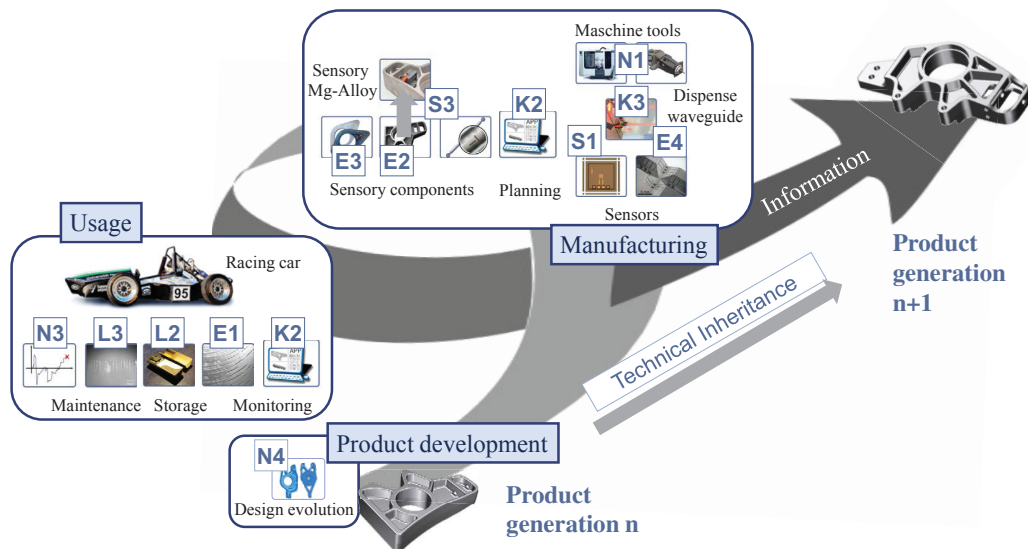 Maschine tools
N1
Sensory
Mg-Alloy
S3
K2
K3
Dispense
waveguide
APP
E3
E2
S1
E4
Sensory components
Planning
Sensors
Manufacturing
Information
Usage
Racing car
95
N3
L3
L2
E1
K2
APP
Maintenance
Storage
Monitoring
Product
generation
n+1
Technical Inheritance
Product development
N4
Design evolution
Product
generation n